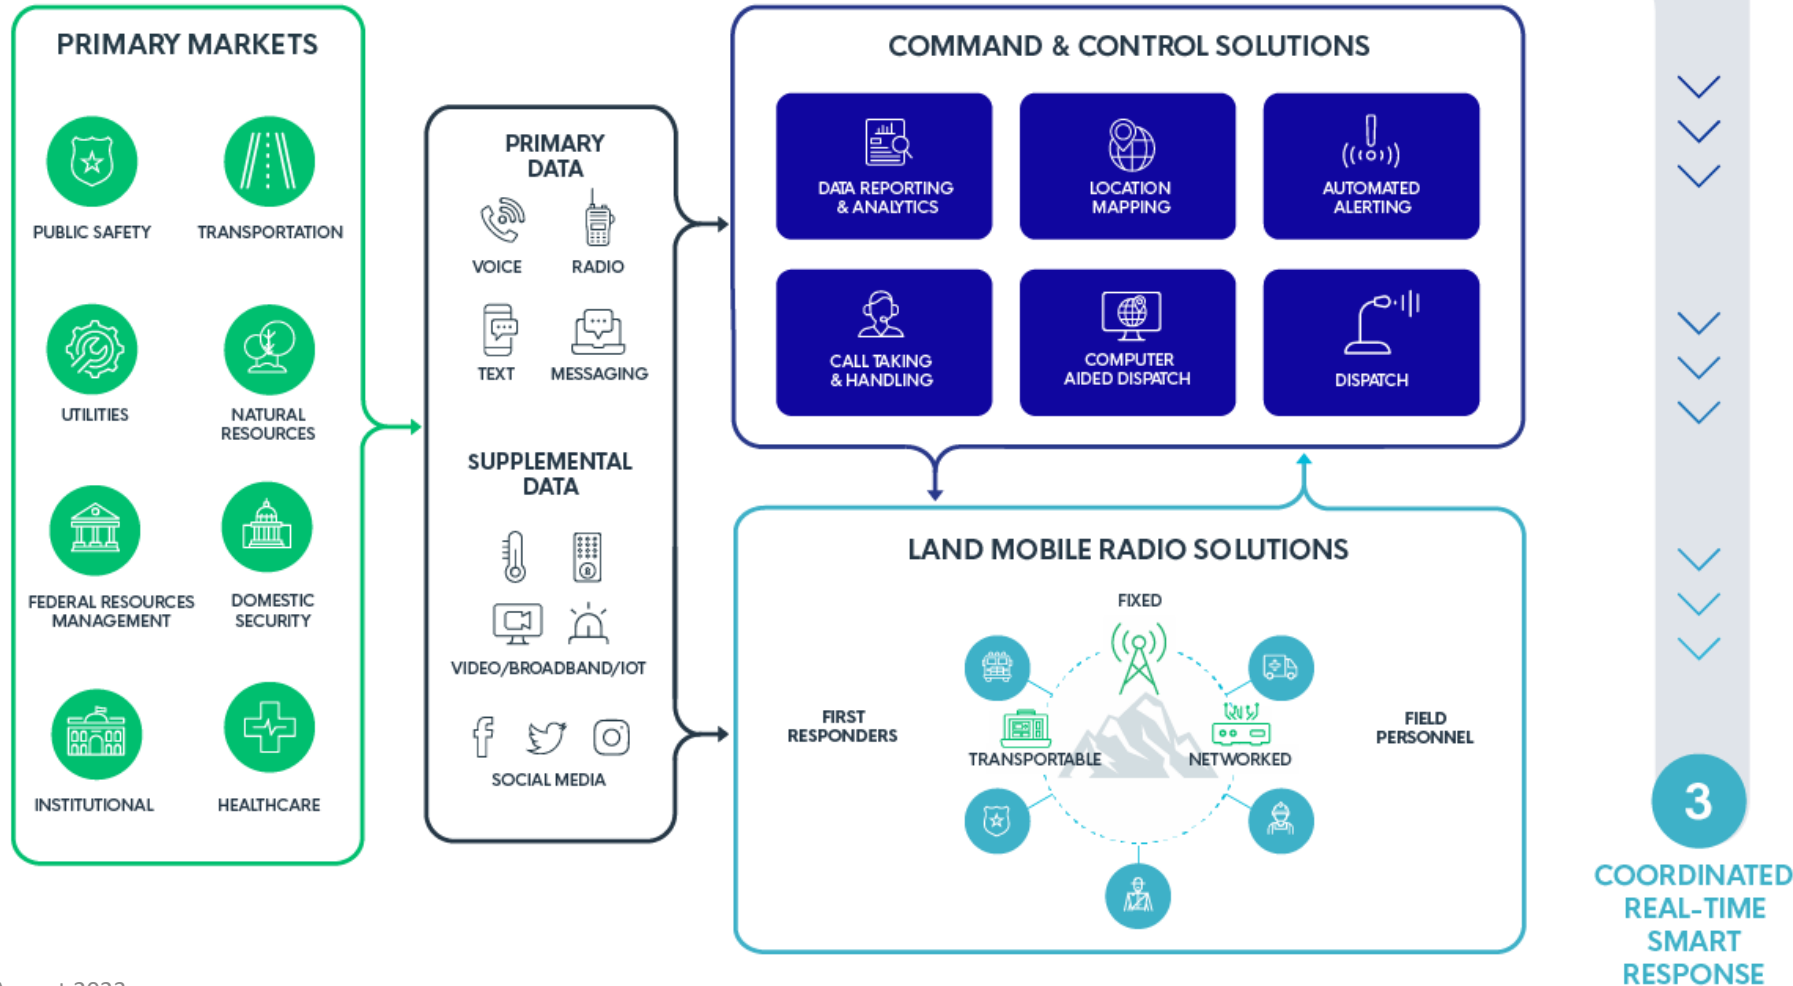 PRIMARY MARKETS
PUBLIC SAFETY
TRANSPORTATION
UTILITIES
NATURAL
RESOURCES
FEDERAL RESOURCES
MANAGEMENT
DOMESTIC
SECURITY
INSTITUTIONAL
HEALTHCARE
PRIMARY
DATA
VOICE
RADIO
TEXT
MESSAGING
SUPPLEMENTAL
DATA
VIDEO/BROADBAND/IOT
SOCIAL MEDIA
COMMAND & CONTROL SOLUTIONS
DATA REPORTING
& ANALYTICS
LOCATION
MAPPING
AUTOMATED
ALERTING
CALL TAKING
& HANDLING
COMPUTER
AIDED DISPATCH
DISPATCH
LAND MOBILE RADIO SOLUTIONS
FIXED
FIRST
RESPONDERS
TRANSPORTABLE
NETWORKED
FIELD
PERSONNEL
3
COORDINATED
REAL-TIME
SMART
RESPONSE